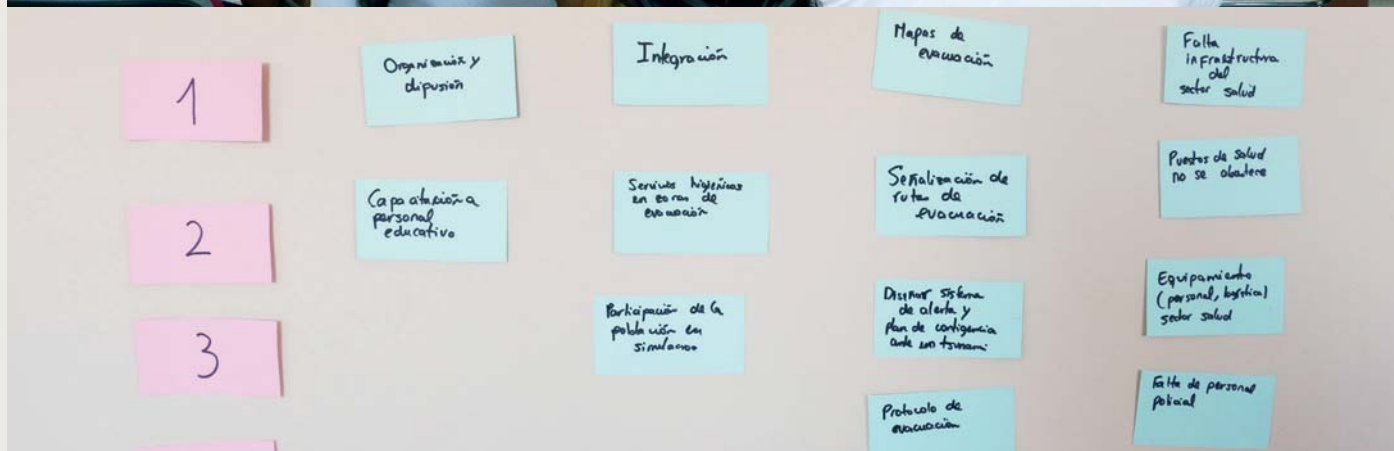 1
Organización y
difusión
Integración
Mapas de
evacuación
Falta
infraestructura
del
sector salud
2
Capacitación a
personal
educativo
Servicios higiénicos
en zonas de
evacuación
Señalización de
rutas de
evacuación
Puestos de salud
no se abastece
3
Participación de la
población en
simulacros
Diseñar sistema
de alerta y
plan de contigencia
ante un tsunami
Equipamiento
(personal, logística)
sector salud
Protocolo de
evacuación
Falta de personal
policial